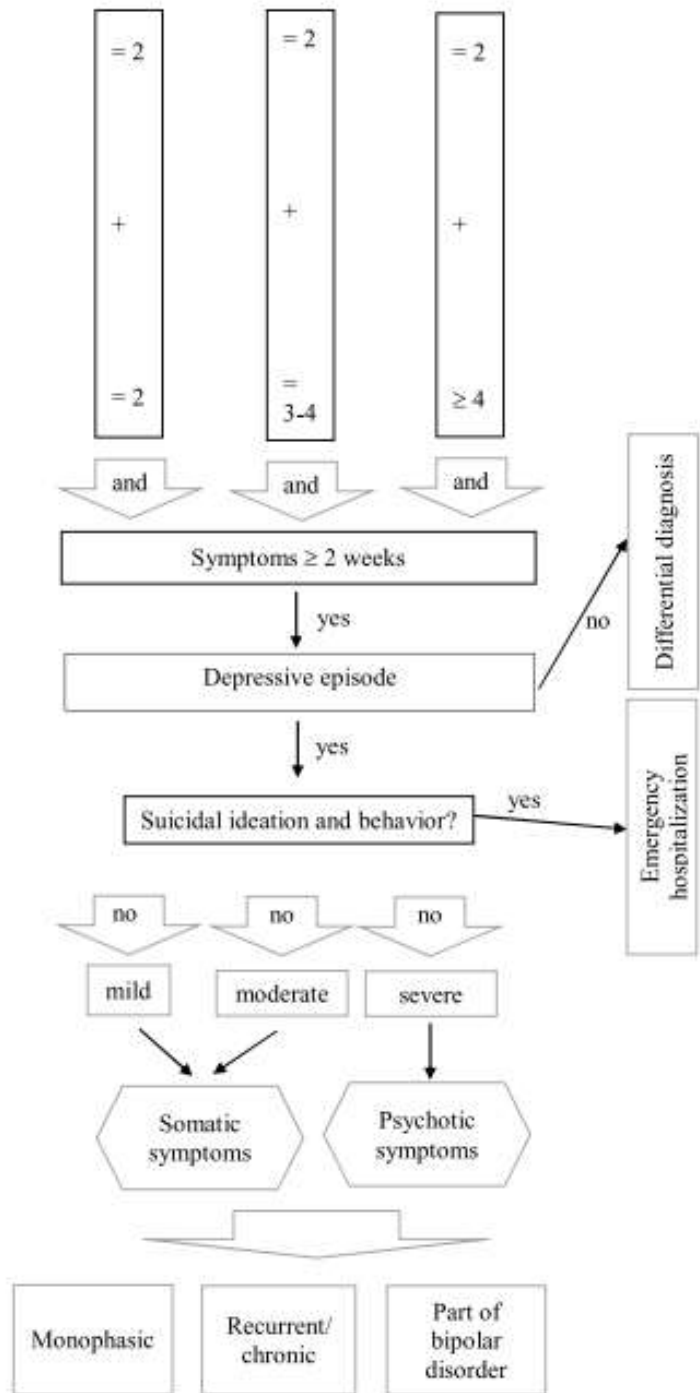 = 2
= 2
= 2
+
+
+
= 2
=
3-4
≥ 4
and
and
and
Symptoms ≥ 2 weeks
yes
no
Differential diagnosis
Depressive episode
yes
Suicidal ideation and behavior?
yes
Emergency
hospitalization
no
no
no
mild
moderate
severe
Somatic
symptoms
Psychotic
symptoms
Monophasic
Recurrent/
chronic
Part of
bipolar
disorder